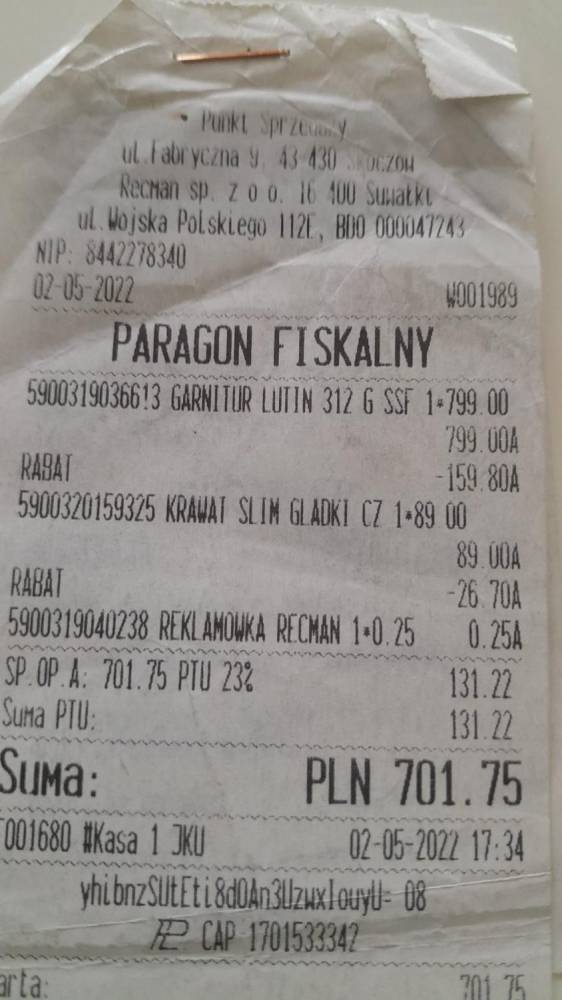 Punkt Sprzedaży
ul.Fabryczna 9, 43-430 Skoczów
Recman sp. z o o. 16 400 Suwałki
ul.Wojska Polskiego 112E, BDO 000047243
NIP: 8442278340
02-05-2022 W001989
PARAGON FISKALNY
5900319036613 GARNITUR LUTIN 312 G SSF 1*799.00
799.00A
RABAT -159.80A
5900320159325 KRAWAT SLIM GLADKI CZ 1*89.00
89.00A
RABAT -26.70A
5900319040238 REKLAMOWKA RECMAN 1*0.25 0.25A
SP.OP.A: 701.75 PTU 23% 131.22
Suma PTU: 131.22
Suma: PLN 701.75
001680 #Kasa 1 JKU 02-05-2022 17:34
CAP 1701533342
701.75